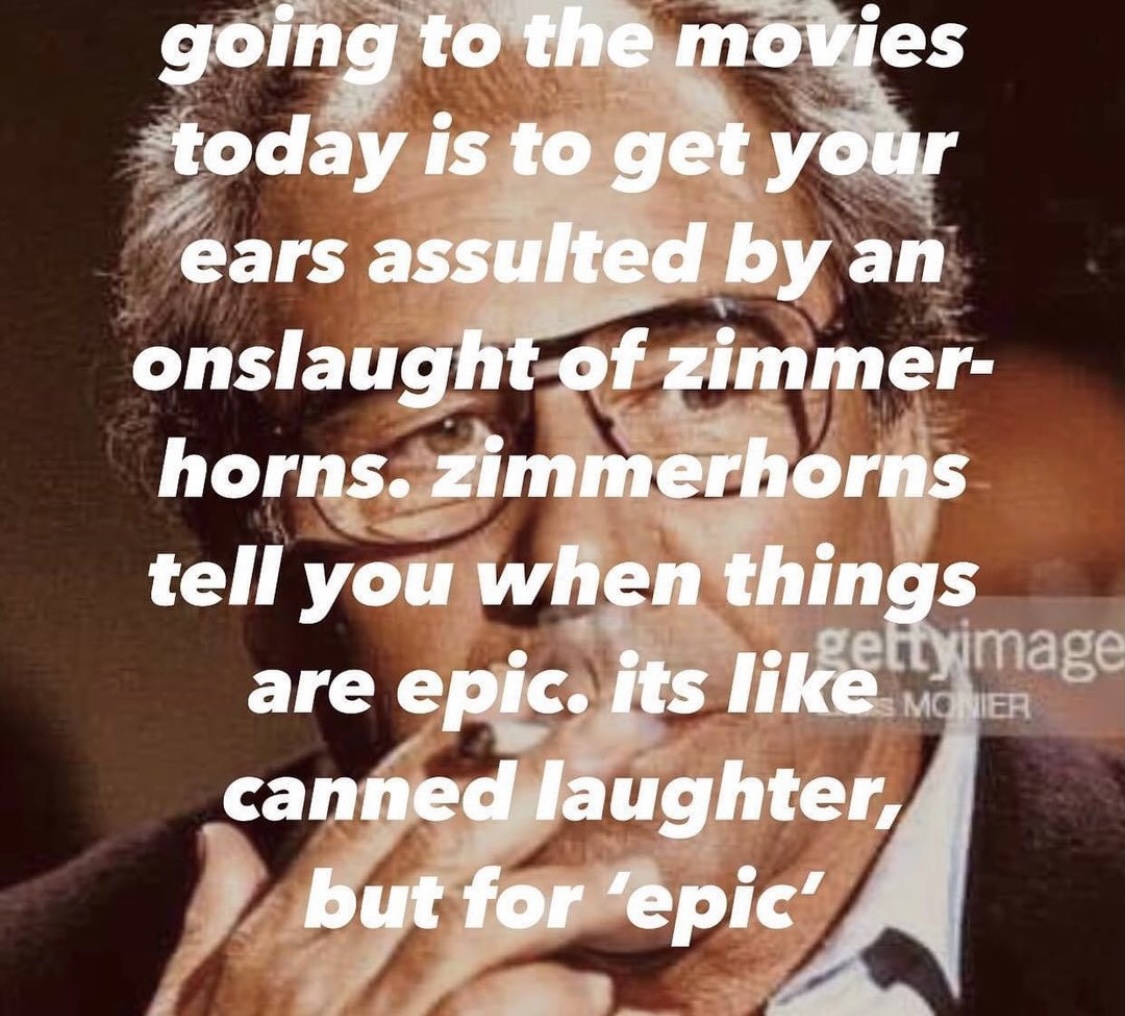 going to the movies
today is to get your
ears assulted by an
onslaught of zimmer-
horns. zimmerhorns
tell you when things
are epic. its like
canned laughter,
but for ‘epic’
gettyimage
MONIER